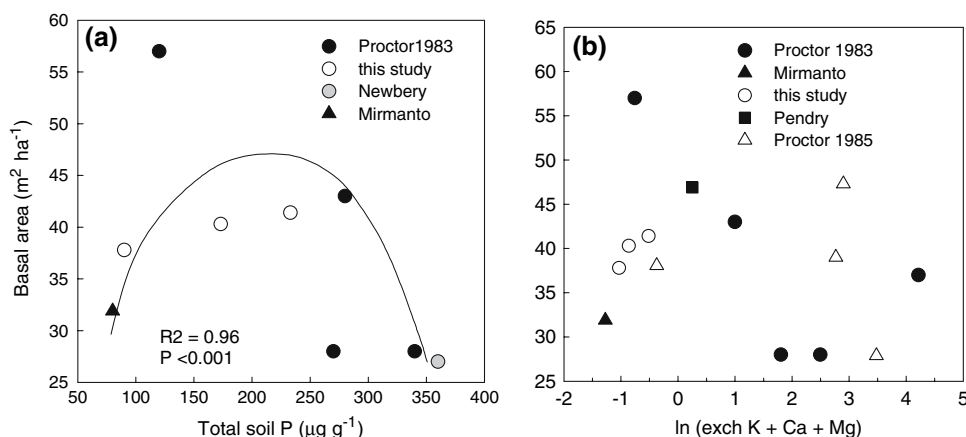 (a)
60
55
50
45
40
35
30
25
Basal area (m² ha⁻¹)
Proctor1983
this study
Newbery
Mirmanto
R2 = 0.96
P <0.001
50 100 150 200 250 300 350 400
Total soil P (µg g⁻¹)
(b)
65
60
55
50
45
40
35
30
25
Proctor 1983
Mirmanto
this study
Pendry
Proctor 1985
-2 -1 0 1 2 3 4 5
ln (exch K + Ca + Mg)